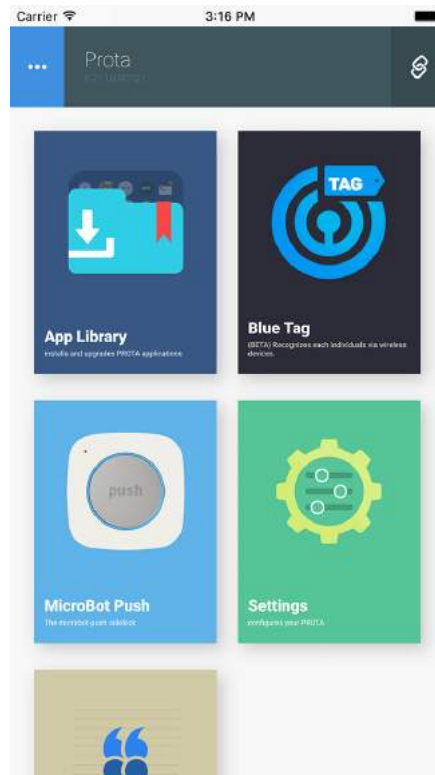 Carrier 3:16 PM
Prota
TAG
App Library
installs and upgrades PROTA applications
Blue Tag
(BETA) Recognizes each individuals via wireless
devices.
push
MicroBot Push
The microbot-push sidebot
Settings
configures your PROTA